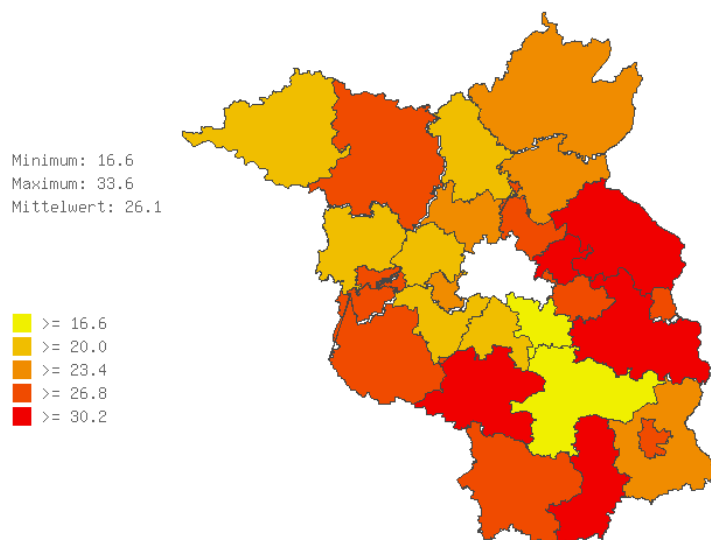 Minimum: 16.6
Maximum: 33.6
Mittelwert: 26.1
>= 16.6
>= 20.0
>= 23.4
>= 26.8
>= 30.2